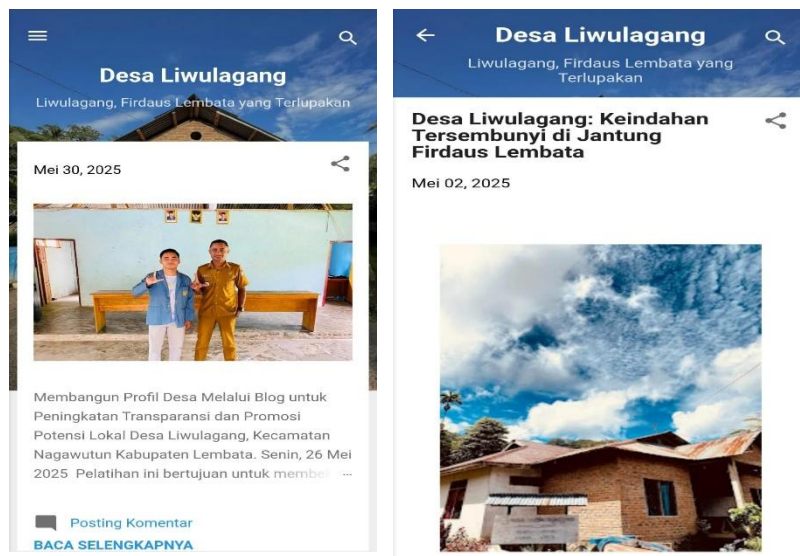 Desa Liwulagang
Liwulagang, Firdaus Lembata yang Terlupakan
Mei 30, 2025
Membangun Profil Desa Melalui Blog untuk
Peningkatan Transparansi dan Promosi
Potensi Lokal Desa Liwulagang, Kecamatan
Nagawutun Kabupaten Lembata. Senin, 26 Mei
2025 Pelatihan ini bertujuan untuk membe ...
Posting Komentar
BACA SELENGKAPNYA
Desa Liwulagang
Liwulagang, Firdaus Lembata yang
Terlupakan
Desa Liwulagang: Keindahan
Tersembunyi di Jantung
Firdaus Lembata
Mei 02, 2025